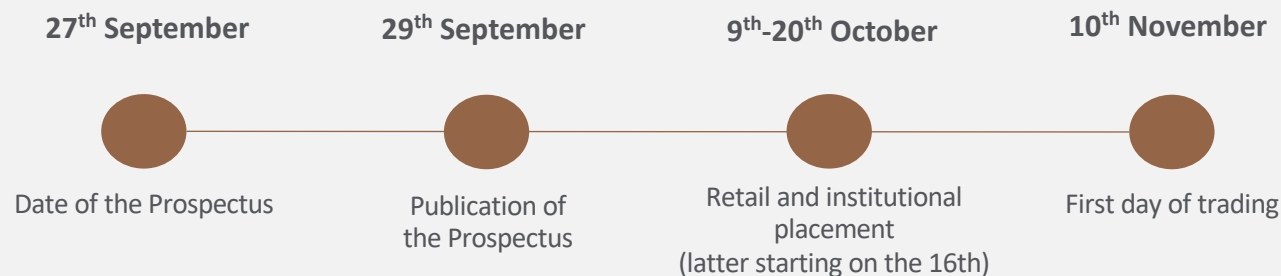 27th September
29th September
9th-20th October
10th November
Date of the Prospectus
Publication of
the Prospectus
Retail and institutional
placement
(latter starting on the 16th)
First day of trading